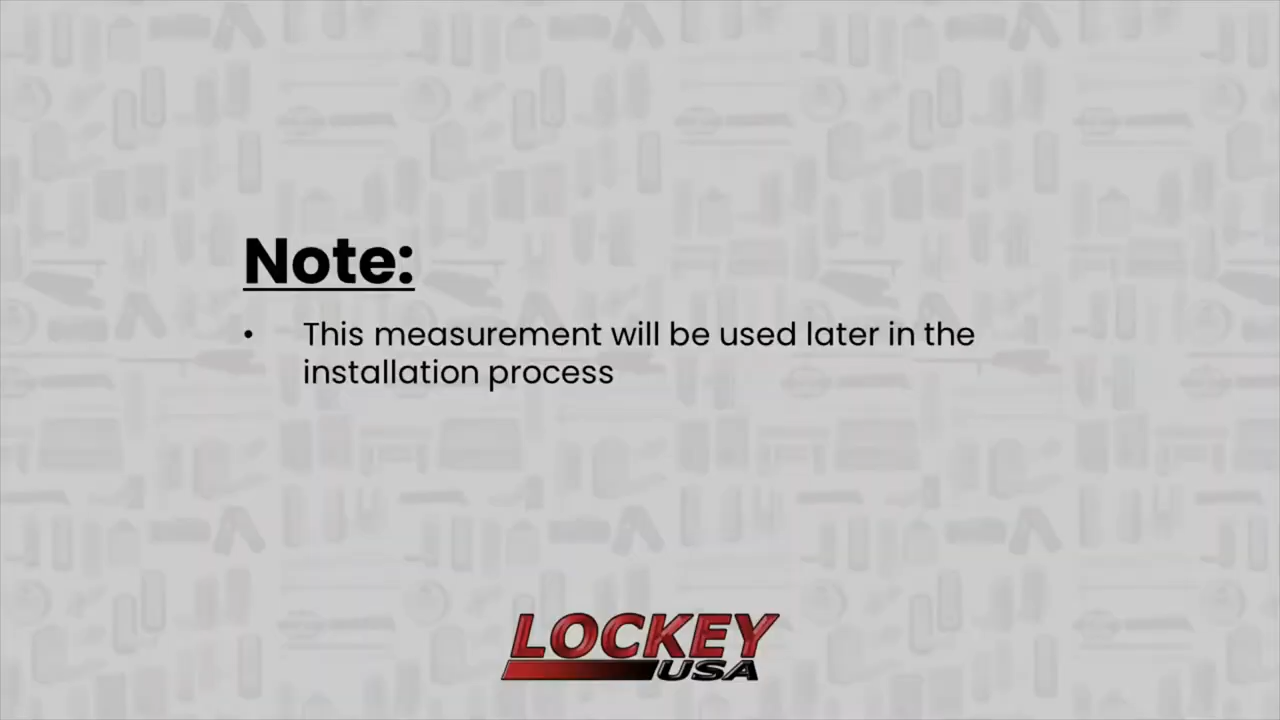 Note:
• This measurement will be used later in the
installation process
LOCKEY
USA